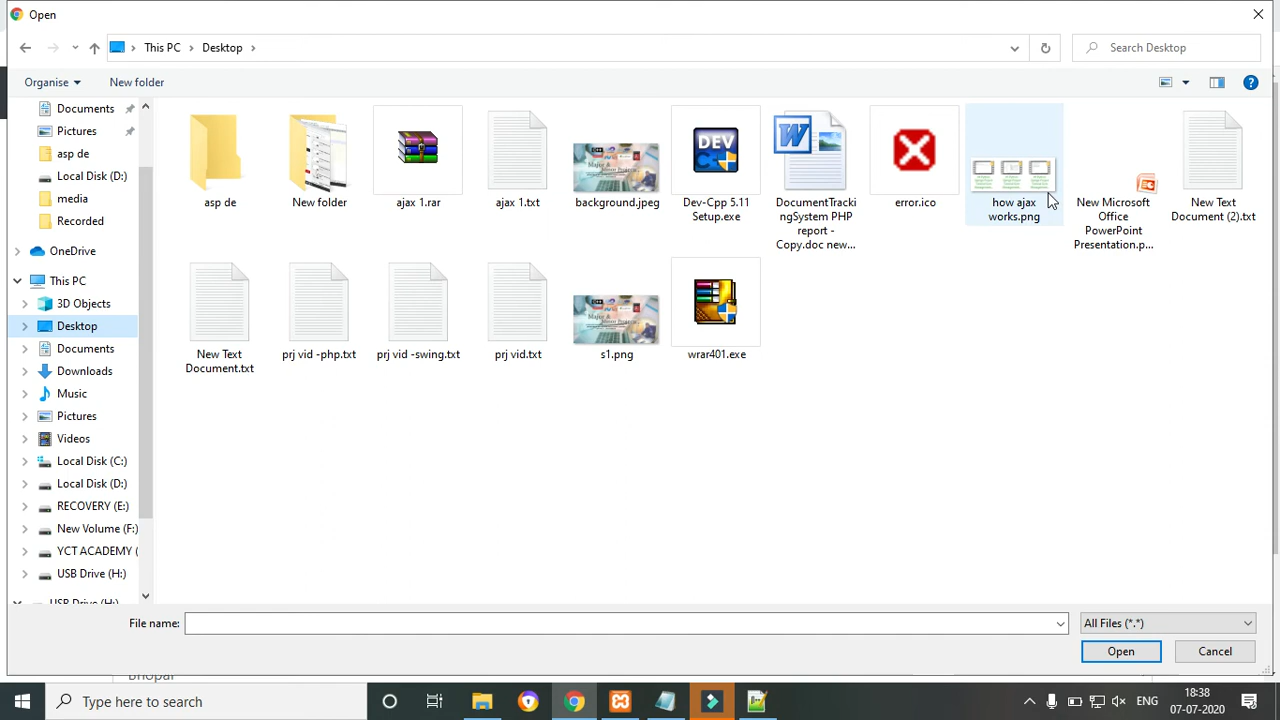 Open
This PC
Desktop
Search Desktop
Organise
New folder
Documents
Pictures
asp de
Local Disk (D:)
media
Recorded
OneDrive
This PC
3D Objects
Desktop
Documents
Downloads
Music
Pictures
Videos
Local Disk (C:)
Local Disk (D:)
RECOVERY (E:)
New Volume (F:)
YCT ACADEMY (
USB Drive (H:)
USB Drive (H:)
asp de
New folder
ajax 1.rar
ajax 1.txt
background.jpeg
DEV
C++
Dev-Cpp 5.11
Setup.exe
W
DocumentTracki
ngSystem PHP
report -
Copy.doc new...
error.ico
how ajax
works.png
New Microsoft
Office
PowerPoint
Presentation.p...
New Text
Document (2).txt
New Text
Document.txt
prj vid -php.txt
prj vid -swing.txt
prj vid.txt
s1.png
wrar401.exe
File name:
All Files (*.*)
Open
Cancel
Bhopal
Type here to search
ENG
18:38
07-07-2020